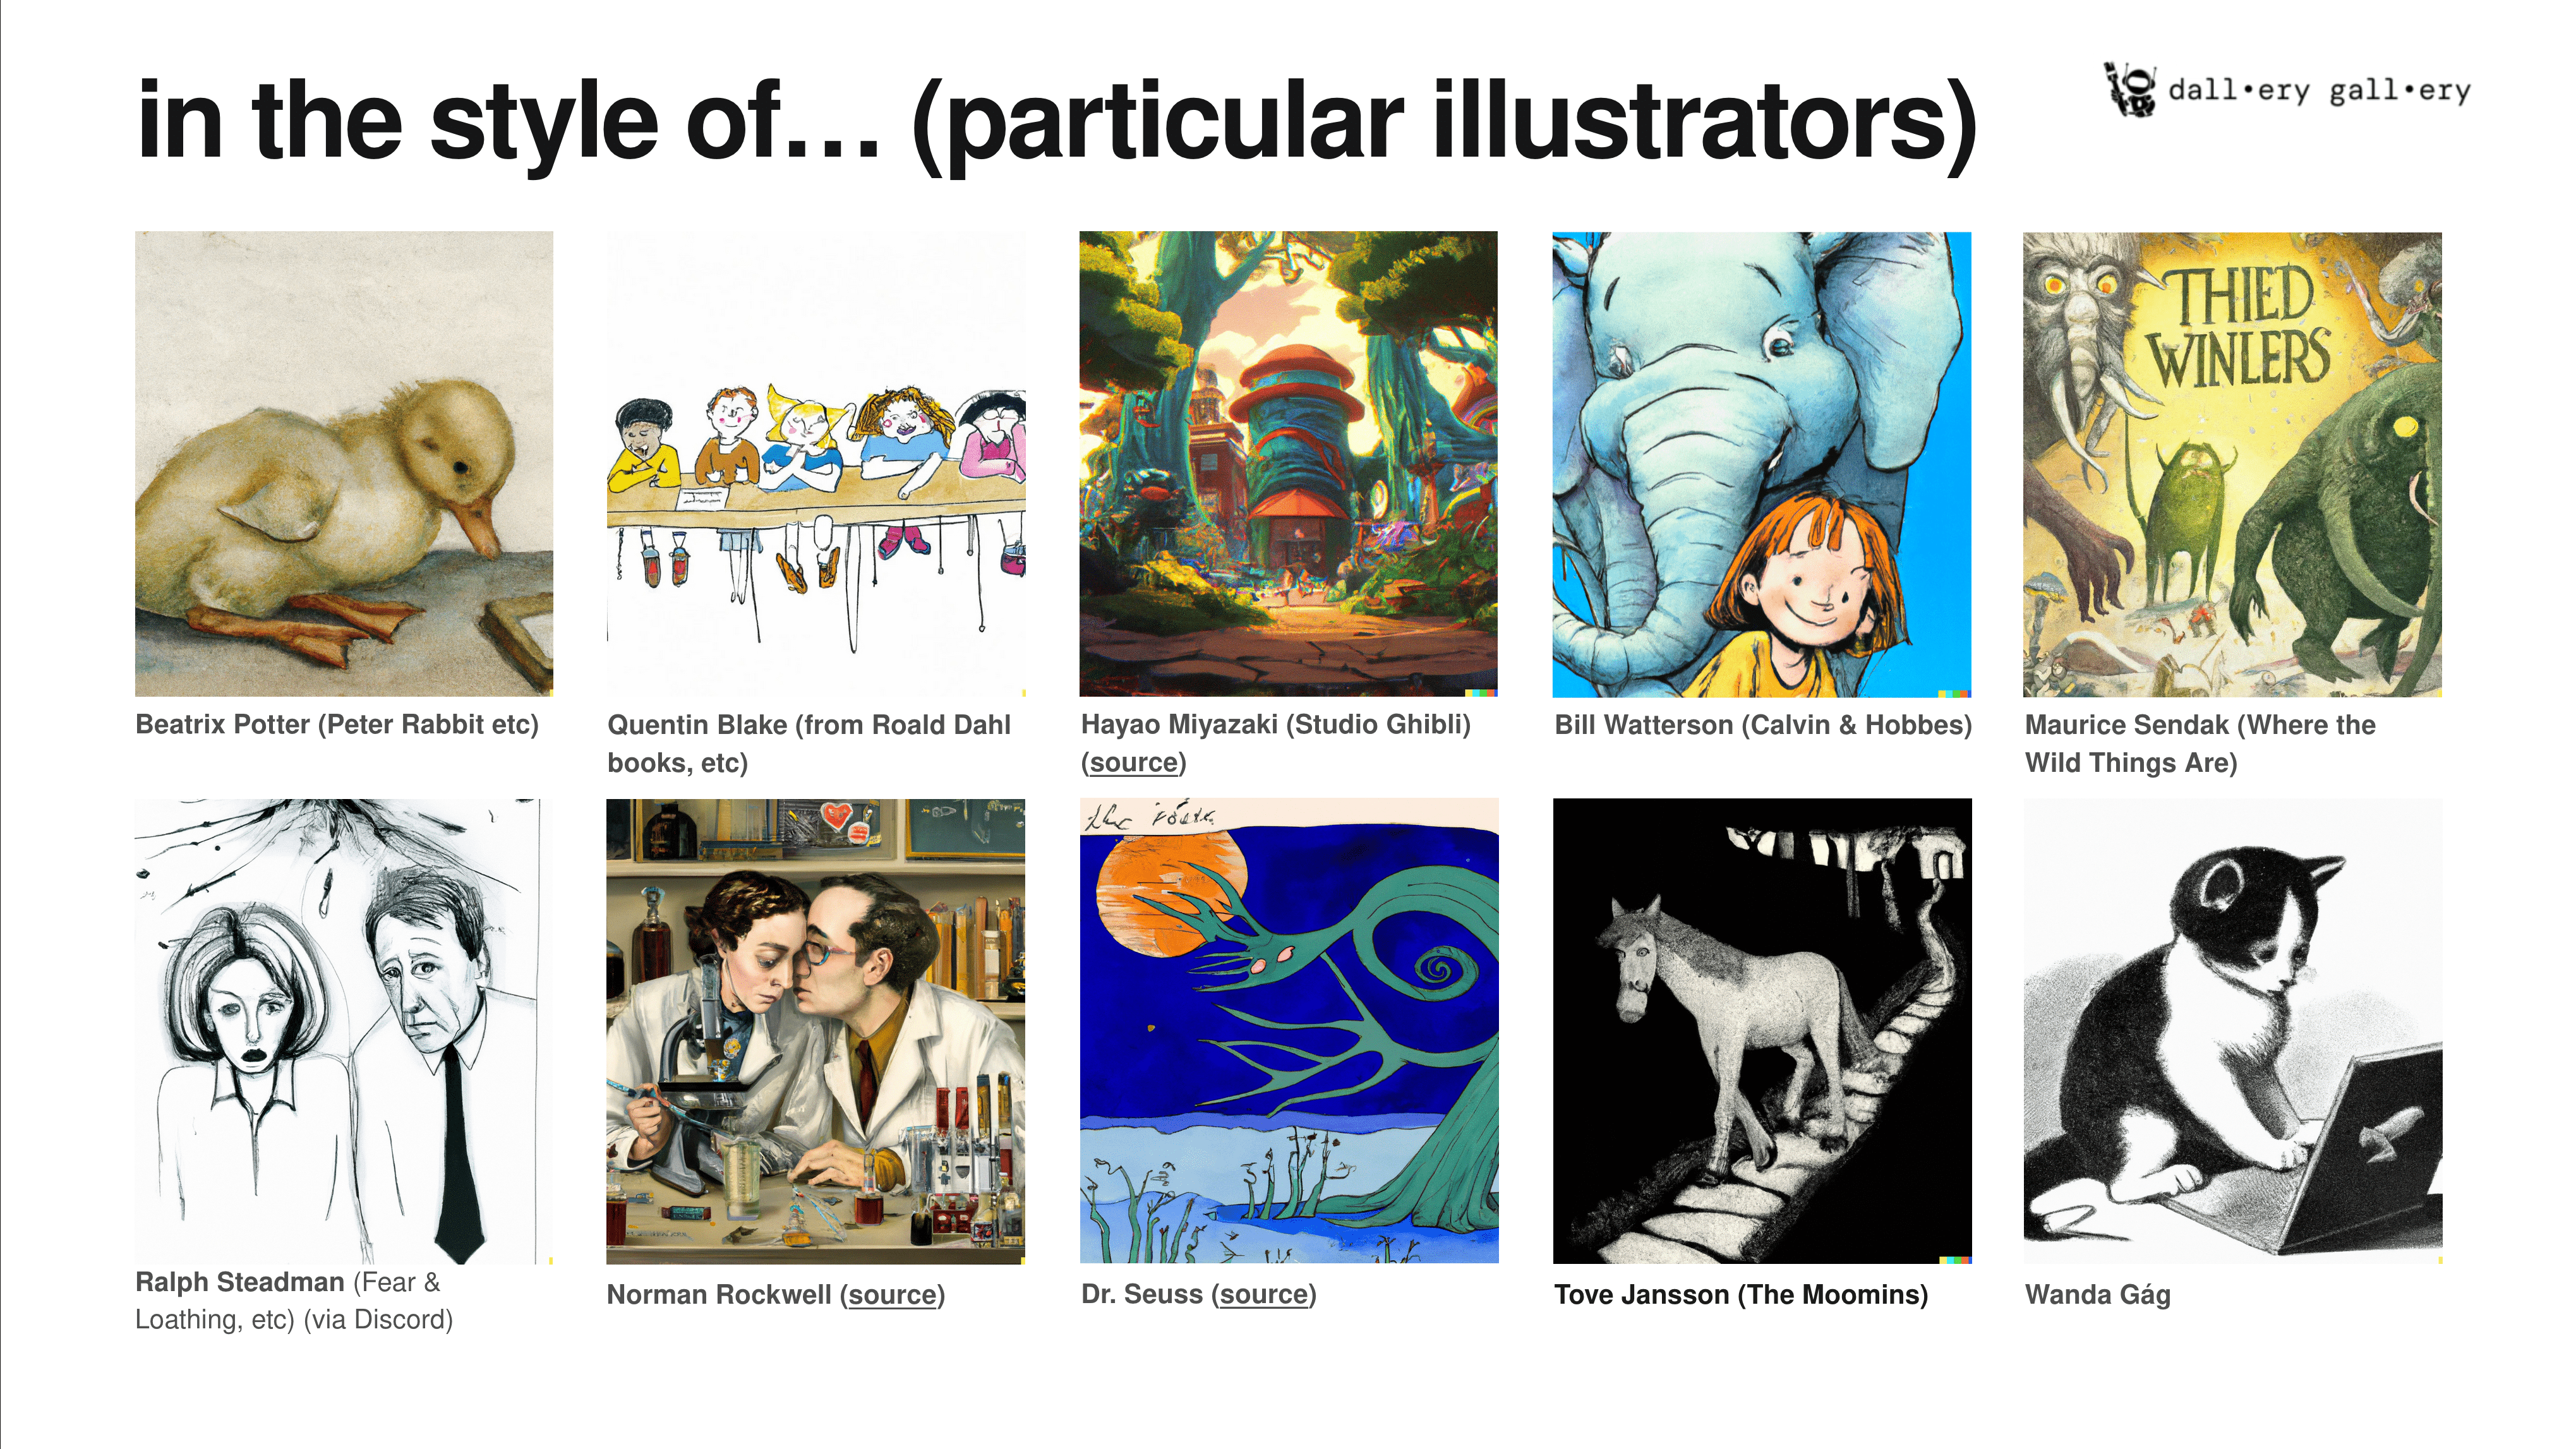 in the style of… (particular illustrators)
dall•ery gall•ery
THIED
WINLERS
Beatrix Potter (Peter Rabbit etc)
Quentin Blake (from Roald Dahl
books, etc)
Hayao Miyazaki (Studio Ghibli)
(source)
Bill Watterson (Calvin & Hobbes)
Maurice Sendak (Where the
Wild Things Are)
Ralph Steadman (Fear &
Loathing, etc) (via Discord)
Norman Rockwell (source)
Dr. Seuss (source)
Tove Jansson (The Moomins)
Wanda Gág